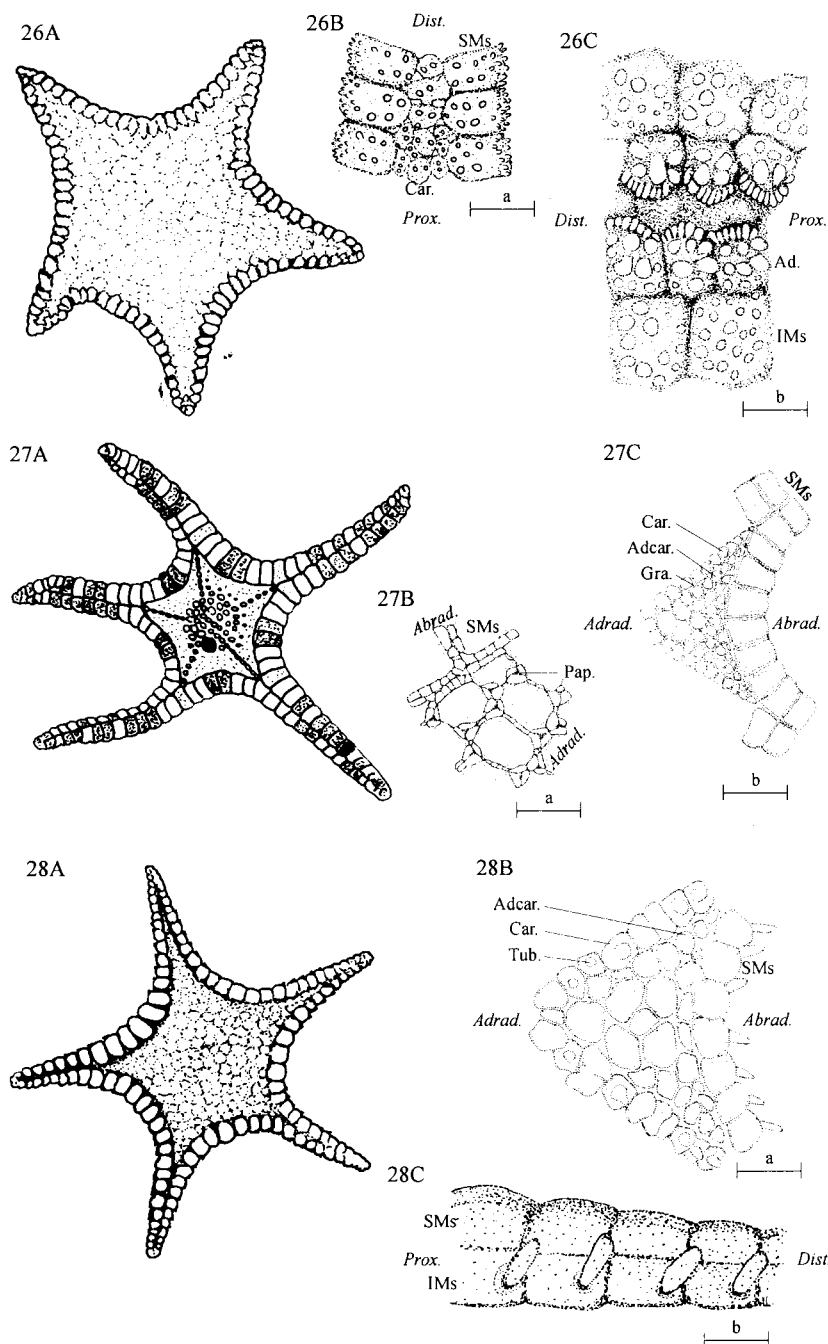 26A
26B
Dist.
SMs
Car.
Prox.
a
26C
Dist.
Prox.
Ad.
IMs
b
27A
27B
Abrad.
SMs
Pap.
Adrad.
a
27C
SMs
Car.
Adcar.
Gra.
Adrad.
Abrad.
b
28A
28B
Adcar.
Car.
Tub.
SMs
Adrad.
Abrad.
a
28C
SMs
Prox.
Dist.
IMs
b